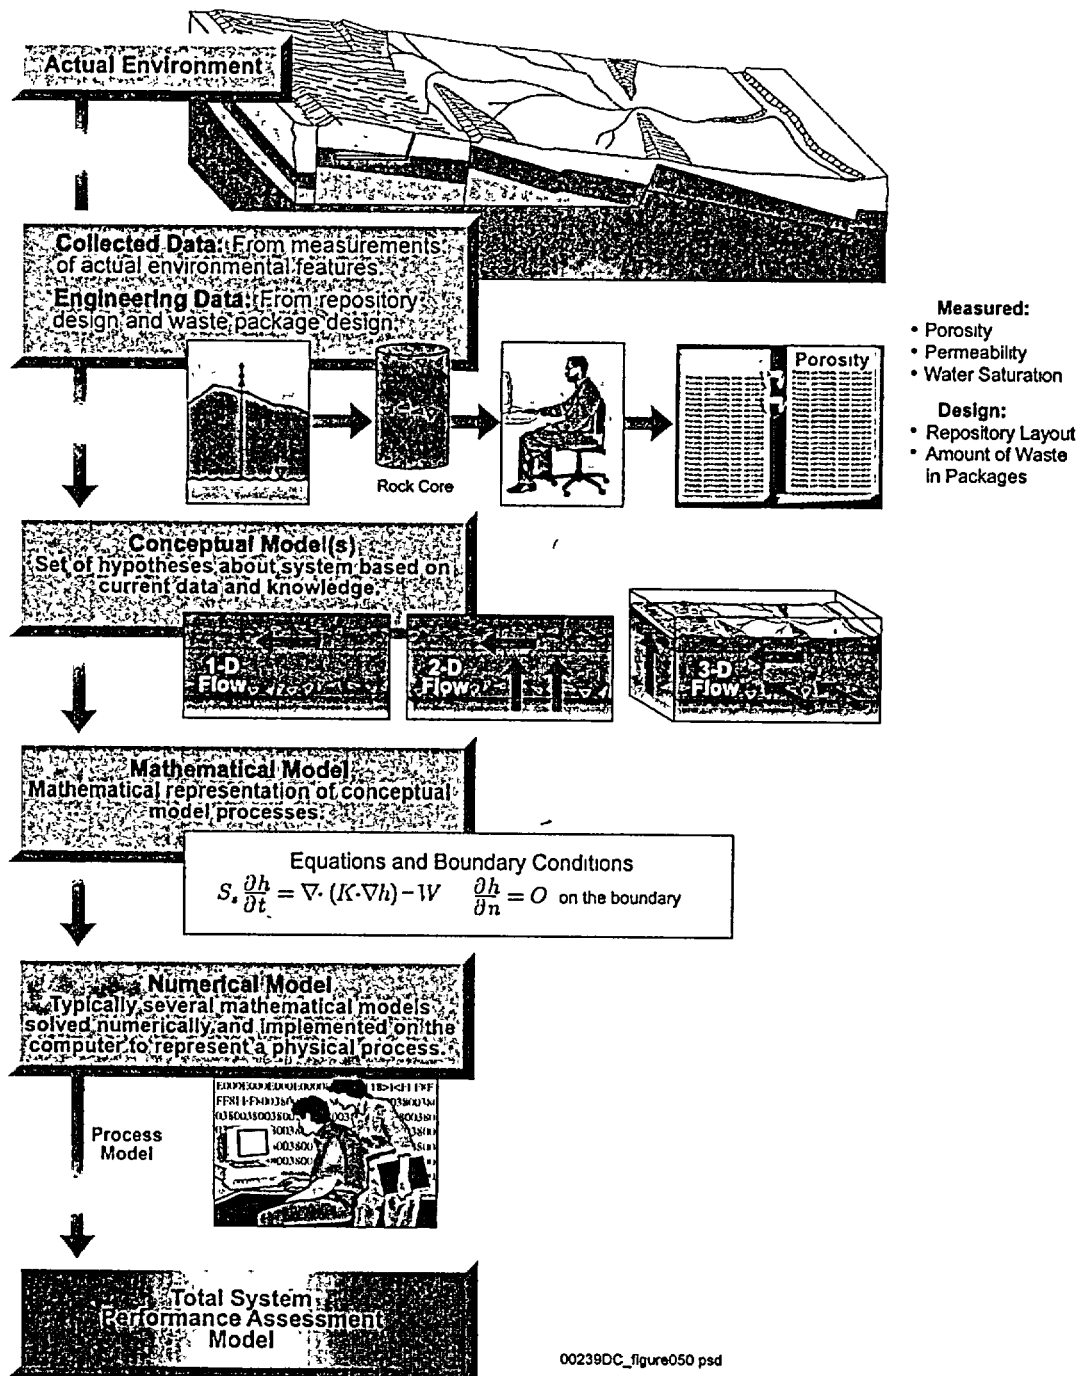 Actual Environment
Collected Data: From measurements
of actual environmental features.
Engineering Data: From repository
design and waste package design.
Rock Core
Porosity
Measured:
• Porosity
• Permeability
• Water Saturation
Design:
• Repository Layout
• Amount of Waste
in Packages
Conceptual Model(s)
Set of hypotheses about system based on
current data and knowledge.
1-D
Flow
2-D
Flow
3-D
Flow
Mathematical Model
Mathematical representation of conceptual
model processes.
Equations and Boundary Conditions
S_s ∂h/∂t = ∇· (K·∇h) – W    ∂h/∂n = O on the boundary
Numerical Model
Typically several mathematical models
solved numerically and implemented on the
computer to represent a physical process.
Process
Model
Total System
Performance Assessment
Model
00239DC_figure050 psd